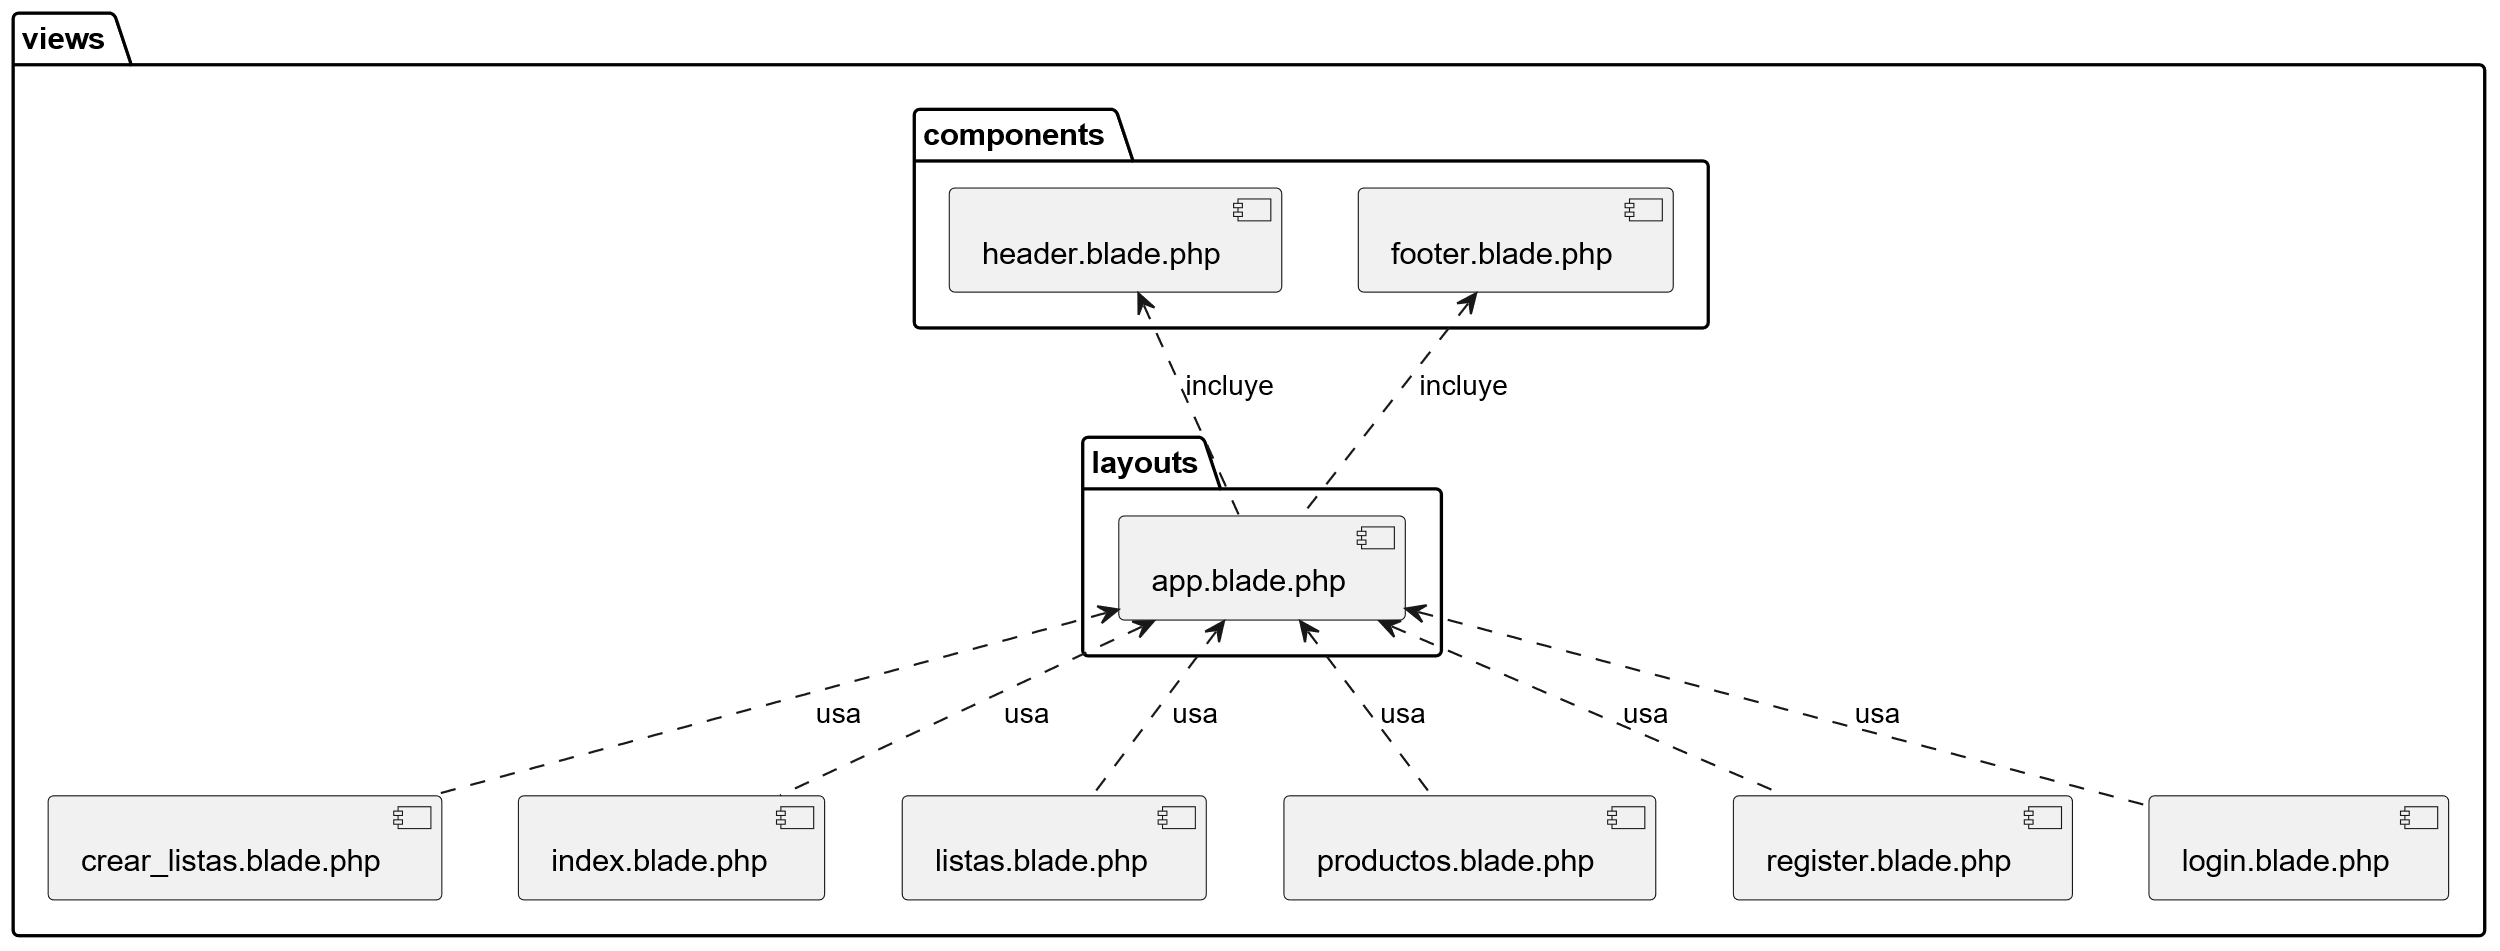 views
components
header.blade.php
footer.blade.php
incluye
incluye
layouts
app.blade.php
usa
usa
usa
usa
usa
usa
crear_listas.blade.php
index.blade.php
listas.blade.php
productos.blade.php
register.blade.php
login.blade.php